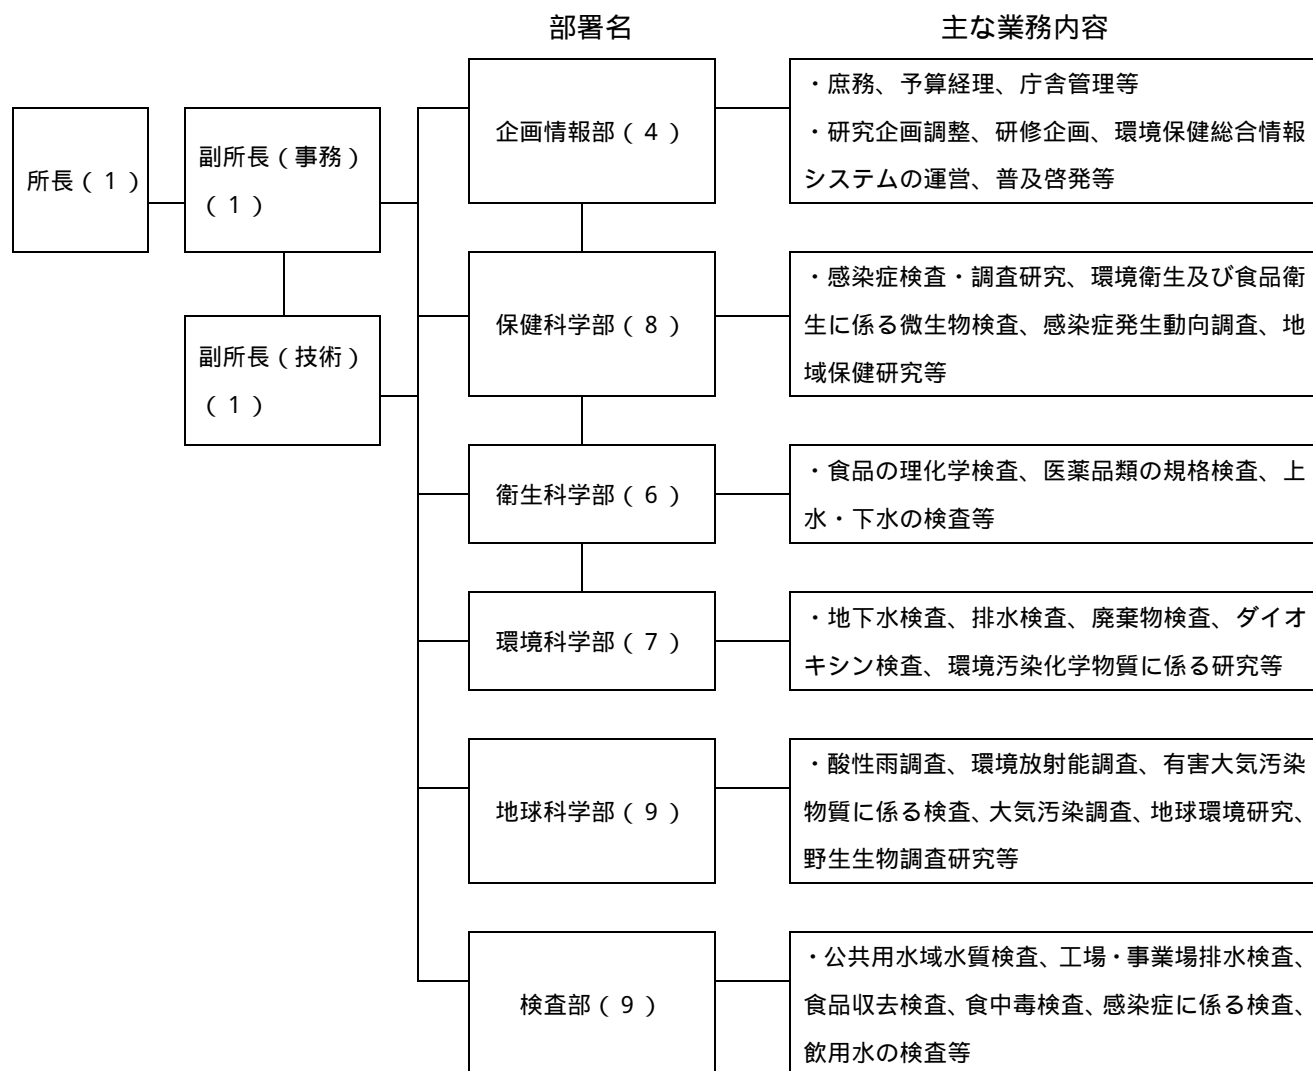 部署名
主な業務内容
所長(1)
副所長(事務)
(1)
副所長(技術)
(1)
企画情報部(4)
・庶務、予算経理、庁舎管理等
・研究企画調整、研修企画、環境保健総合情報
システムの運営、普及啓発等
保健科学部(8)
・感染症検査・調査研究、環境衛生及び食品衛
生に係る微生物検査、感染症発生動向調査、地
域保健研究等
衛生科学部(6)
・食品の理化学検査、医薬品類の規格検査、上
水・下水の検査等
環境科学部(7)
・地下水検査、排水検査、廃棄物検査、ダイオ
キシン検査、環境汚染化学物質に係る研究等
地球科学部(9)
・酸性雨調査、環境放射能調査、有害大気汚染
物質に係る検査、大気汚染調査、地球環境研究、
野生生物調査研究等
検査部(9)
・公共用水域水質検査、工場・事業場排水検査、
食品収去検査、食中毒検査、感染症に係る検査、
飲用水の検査等